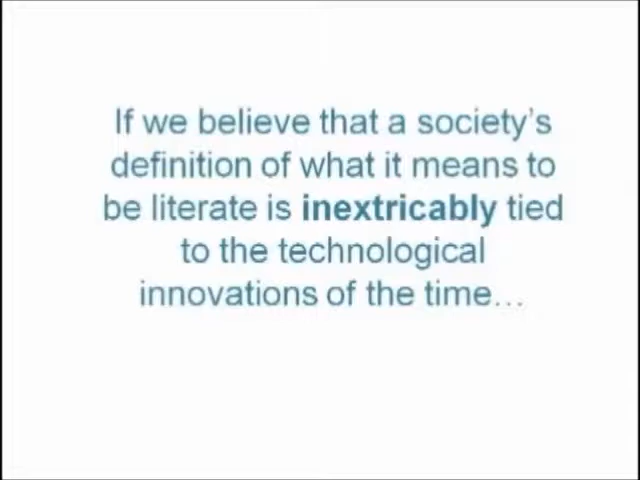 If we believe that a society’s
definition of what it means to
be literate is inextricably tied
to the technological
innovations of the time…